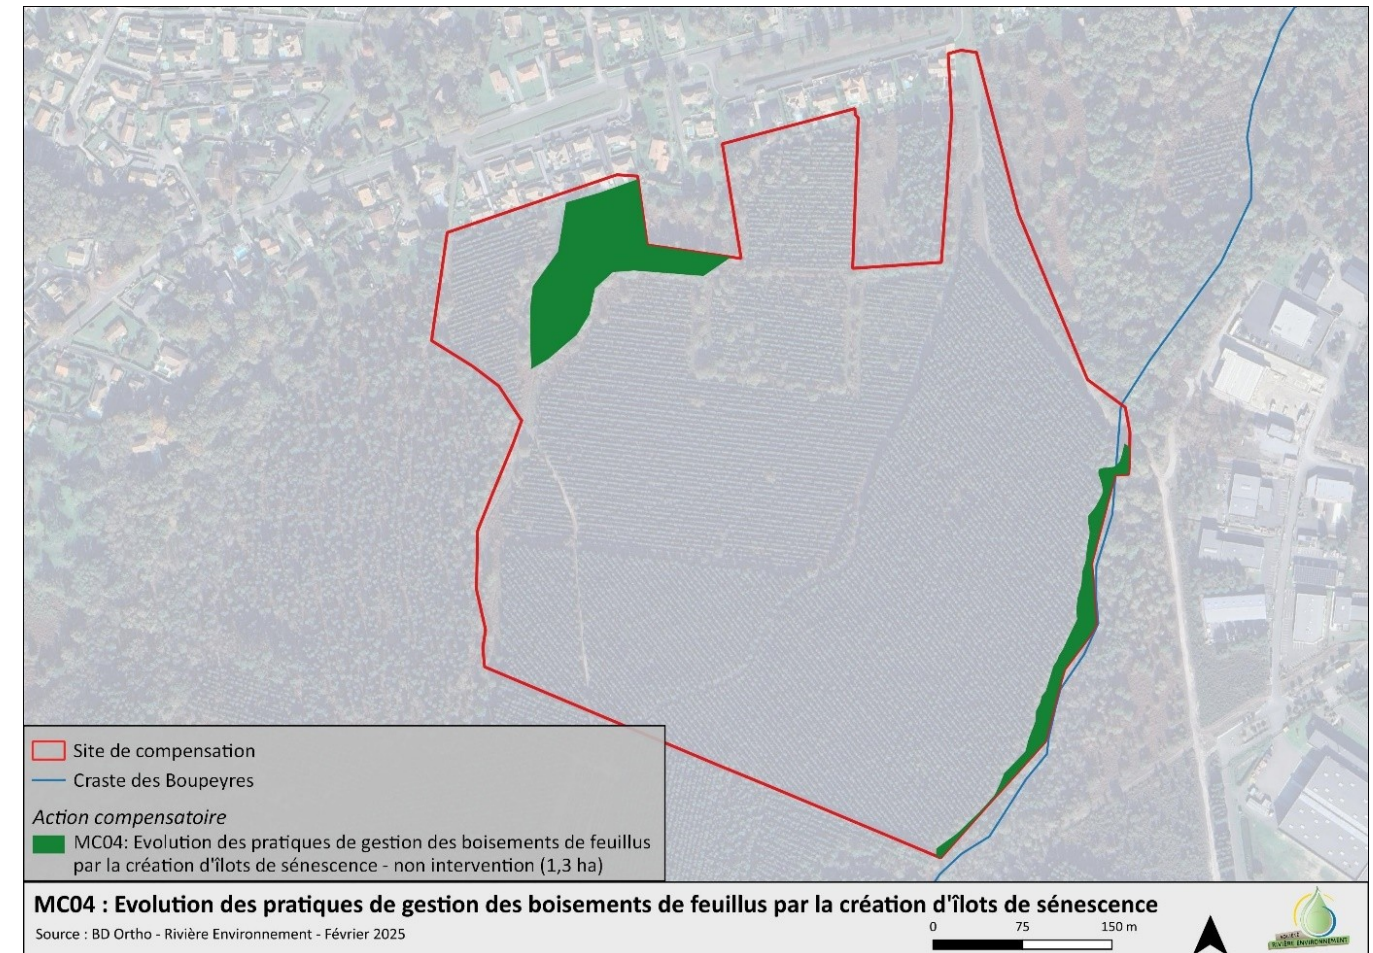 Site de compensation
Craste des Boupeyres
Action compensatoire
MC04: Evolution des pratiques de gestion des boisements de feuillus
par la création d'îlots de sénescence - non intervention (1,3 ha)
MC04 : Evolution des pratiques de gestion des boisements de feuillus par la création d'îlots de sénescence
Source : BD Ortho - Rivière Environnement - Février 2025
0 75 150 m
RIVIÈRE ENVIRONNEMENT